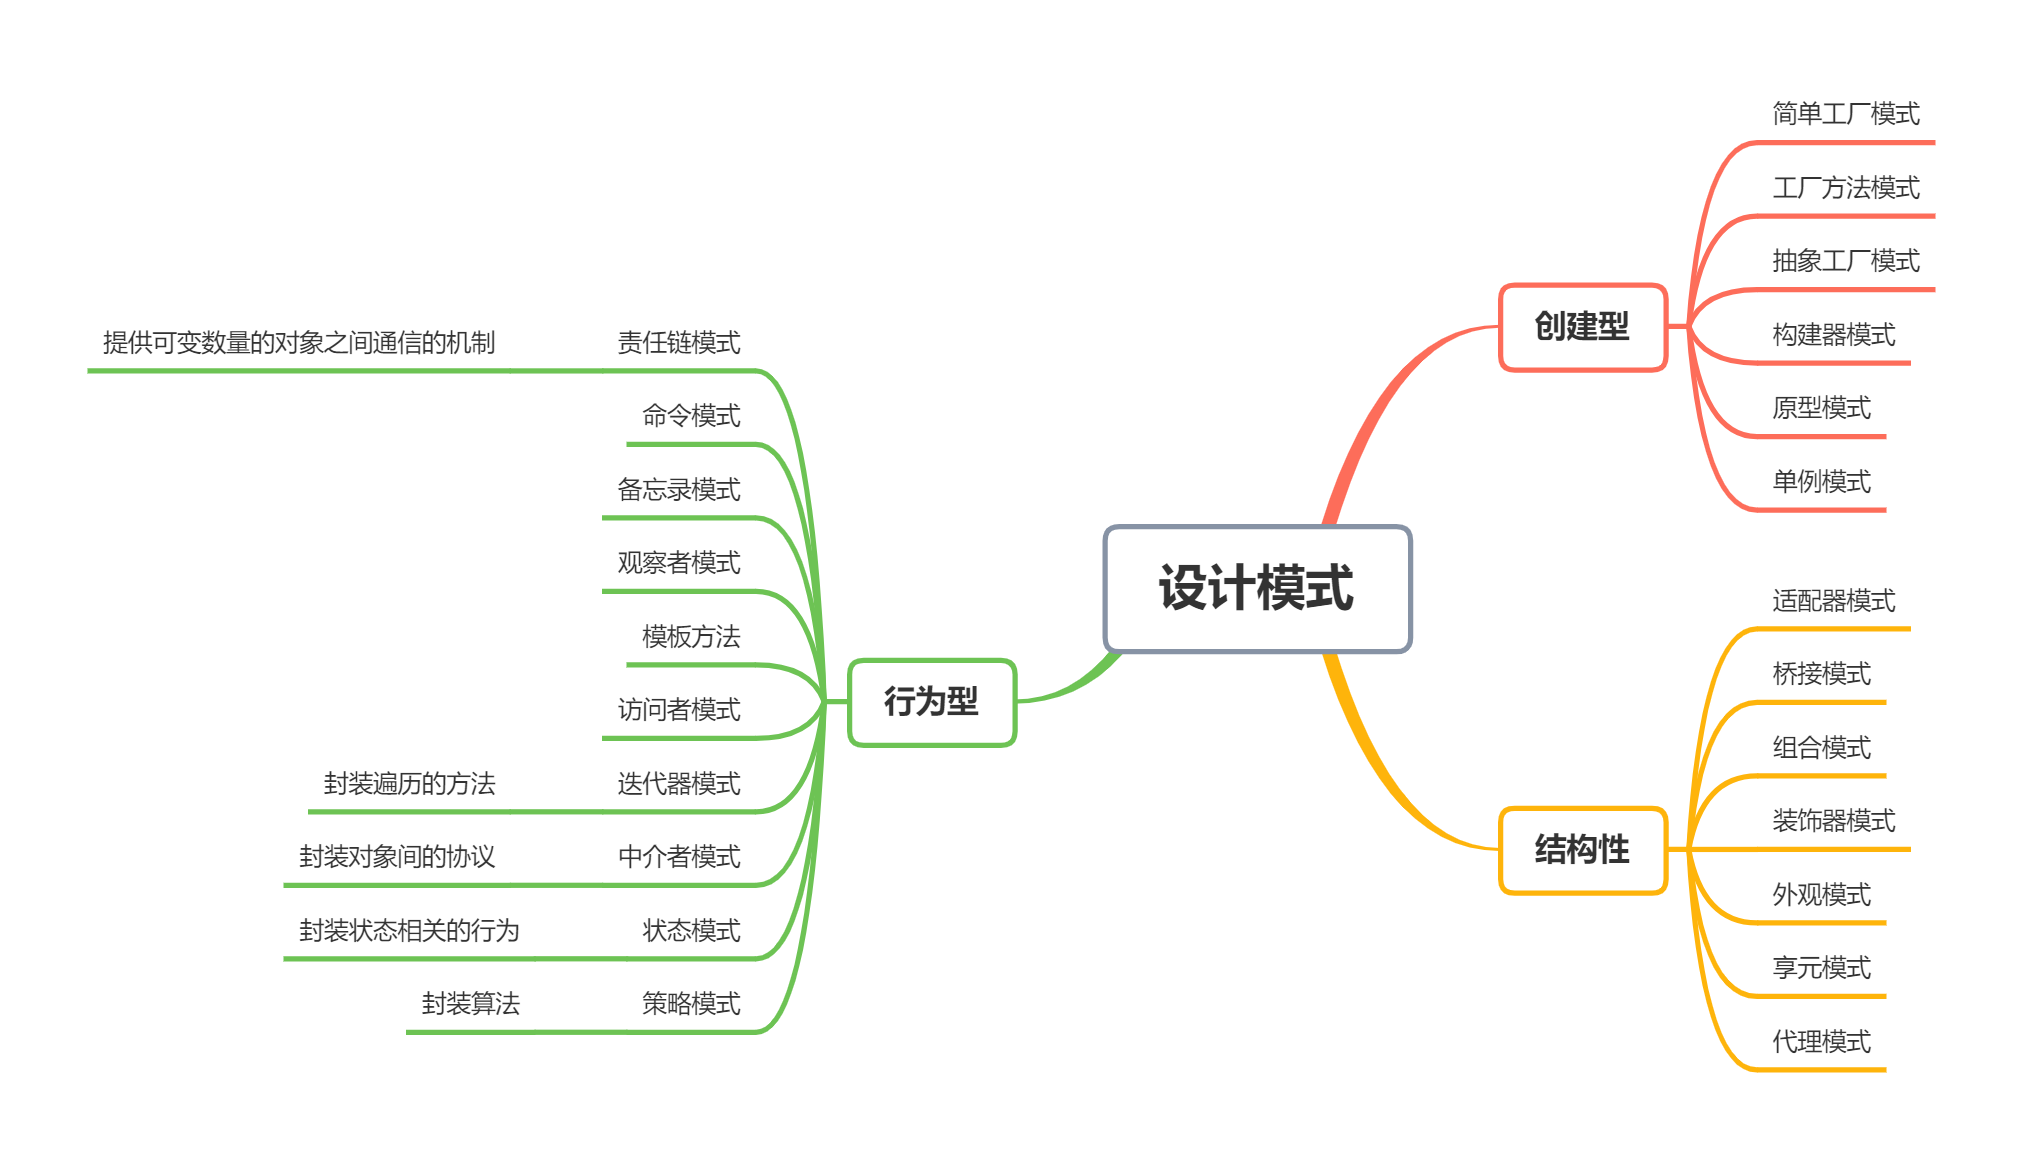 设计模式
创建型
简单工厂模式
工厂方法模式
抽象工厂模式
构建器模式
原型模式
单例模式
结构性
适配器模式
桥接模式
组合模式
装饰器模式
外观模式
享元模式
代理模式
行为型
责任链模式
提供可变数量的对象之间通信的机制
命令模式
备忘录模式
观察者模式
模板方法
访问者模式
迭代器模式
封装遍历的方法
中介者模式
封装对象间的协议
状态模式
封装状态相关的行为
策略模式
封装算法